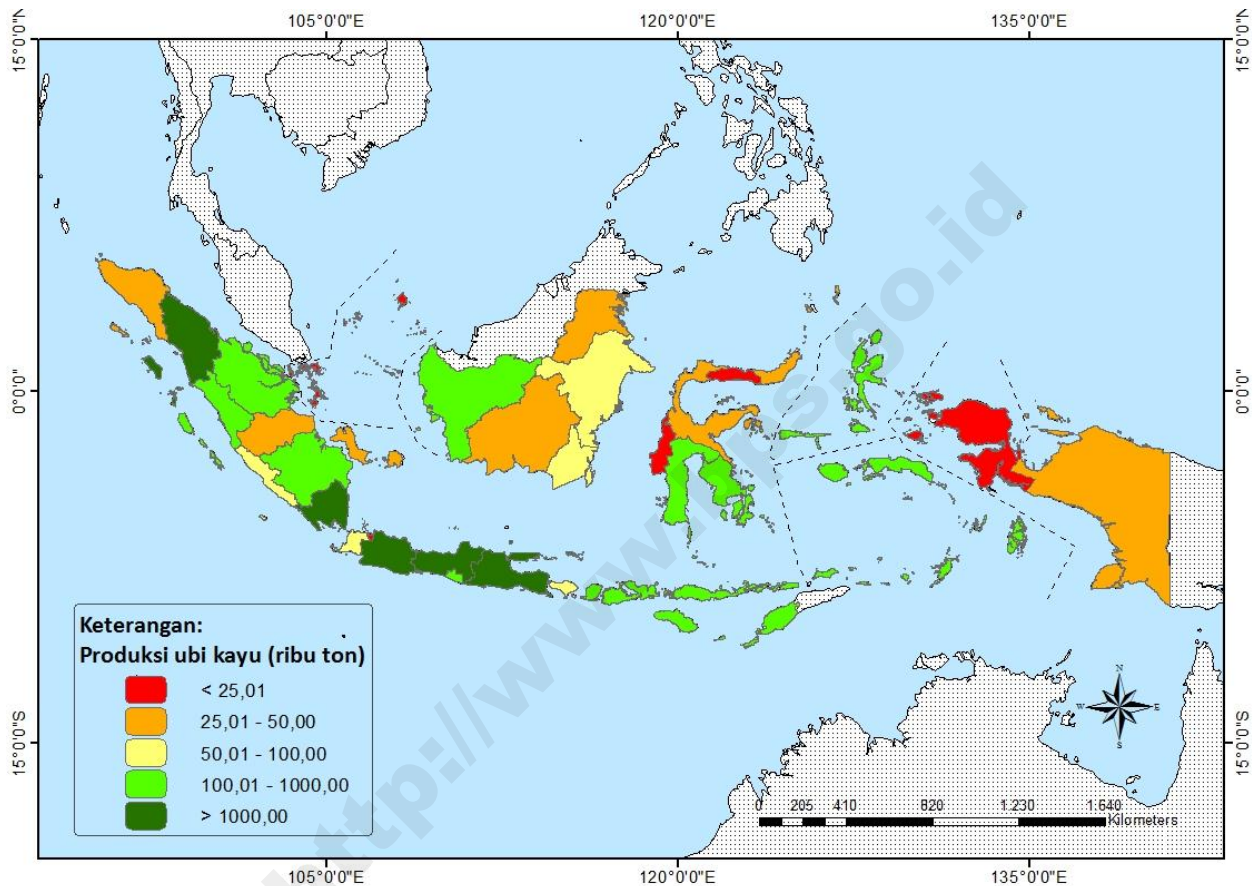 105°0'0"E 120°0'0"E 135°0'0"E
15°0'0"N 15°0'0"N
0°0'0" 0°0'0"
15°0'0"S 15°0'0"S
http://www.bps.go.id
Keterangan:
Produksi ubi kayu (ribu ton)
< 25,01
25,01 - 50,00
50,01 - 100,00
100,01 - 1000,00
> 1000,00
N
W E
S
0 205 410 820 1.230 1.640
Kilometers
105°0'0"E 120°0'0"E 135°0'0"E